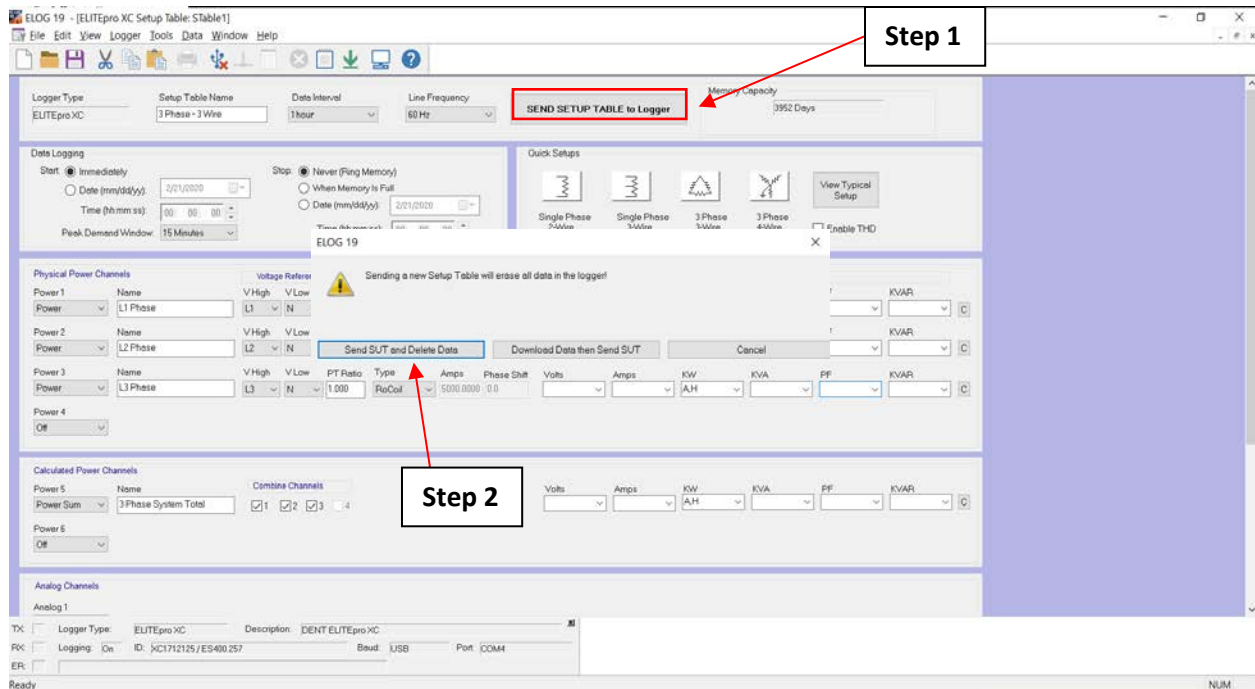 ELOG 19 - [ELITEpro XC Setup Table: STable1]
File Edit View Logger Tools Data Window Help
Step 1
Logger Type Setup Table Name Data Interval Line Frequency
ELITEpro XC 3 Phase - 3 Wire 1 hour 60 Hz
SEND SETUP TABLE to Logger
Memory Capacity
3952 Days
Data Logging
Start: Immediately Stop: Never (Ring Memory)
Date (mm/dd/yy): 2/21/2020 When Memory Is Full
Time (hh:mm:ss): 00 00 00 Date (mm/dd/yy): 2/21/2020
Peak Demand Window: 15 Minutes
Quick Setups
Single Phase Single Phase 3 Phase 3 Phase
2-Wire 3-Wire 3-Wire 4-Wire
View Typical
Setup
Enable THD
ELOG 19
Sending a new Setup Table will erase all data in the logger!
Send SUT and Delete Data Download Data then Send SUT Cancel
Physical Power Channels
Power 1 Name V High V Low KVAR
Power L1 Phase L1 N C
Power 2 Name V High V Low KVAR
Power L2 Phase L2 N C
Power 3 Name V High V Low PT Ratio Type Amps Phase Shift Volts Amps KW KVA PF KVAR
Power L3 Phase L3 N 1.000 RoCoil 5000.0000 0.0 A,H C
Power 4
Off
Step 2
Calculated Power Channels
Power 5 Name Combine Channels Volts Amps KW KVA PF KVAR
Power Sum 3 Phase System Total 1 2 3 4 A,H C
Power 6
Off
Analog Channels
Analog 1
TX: Logger Type: ELITEpro XC Description: DENT ELITEpro XC
RX: Logging: On ID: XC1712125 / ES400.257 Baud: USB Port: COM4
ER:
Ready NUM